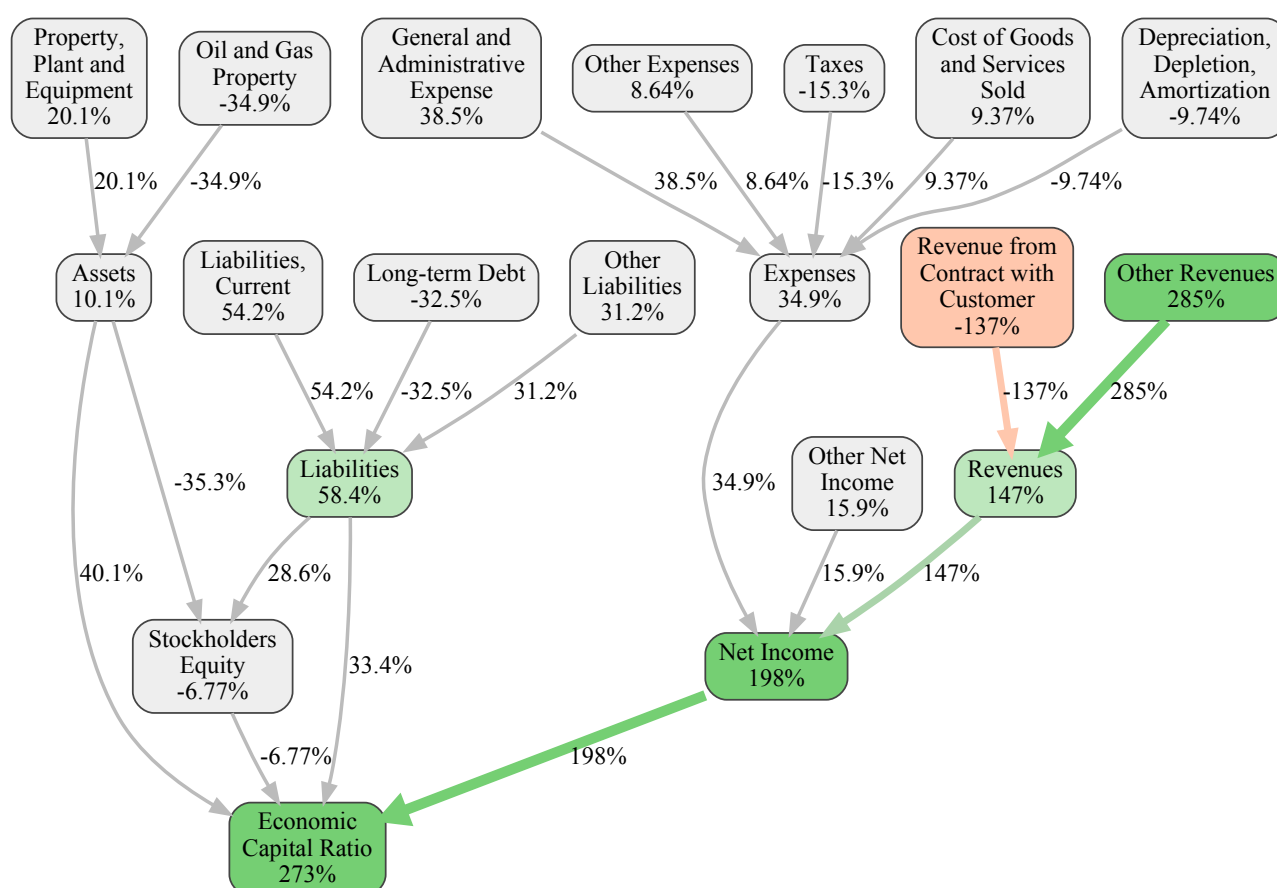 Property,
Plant and
Equipment
20.1%
Oil and Gas
Property
-34.9%
General and
Administrative
Expense
38.5%
Other Expenses
8.64%
Taxes
-15.3%
Cost of Goods
and Services
Sold
9.37%
Depreciation,
Depletion,
Amortization
-9.74%
20.1%
-34.9%
38.5%
8.64%
-15.3%
9.37%
-9.74%
Assets
10.1%
Liabilities,
Current
54.2%
Long-term Debt
-32.5%
Other
Liabilities
31.2%
Expenses
34.9%
Revenue from
Contract with
Customer
-137%
Other Revenues
285%
54.2%
-32.5%
31.2%
-137%
285%
-35.3%
Liabilities
58.4%
34.9%
Other Net
Income
15.9%
Revenues
147%
40.1%
28.6%
15.9%
147%
Stockholders
Equity
-6.77%
33.4%
Net Income
198%
-6.77%
198%
Economic
Capital Ratio
273%